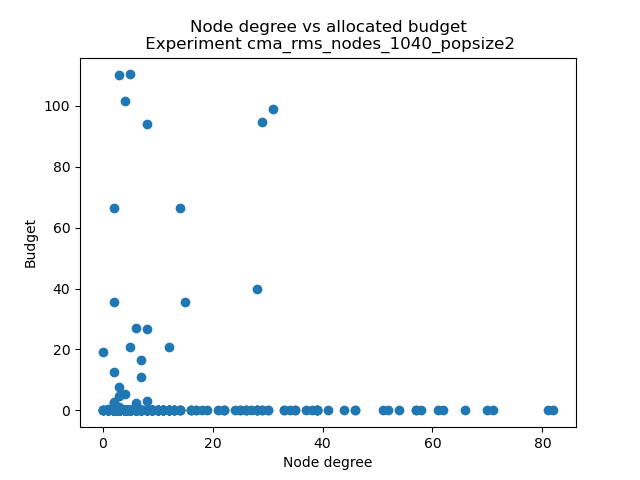 Node degree vs allocated budget
Experiment cma_rms_nodes_1040_popsize2
100
80
60
40
20
0
Budget
0 20 40 60 80
Node degree